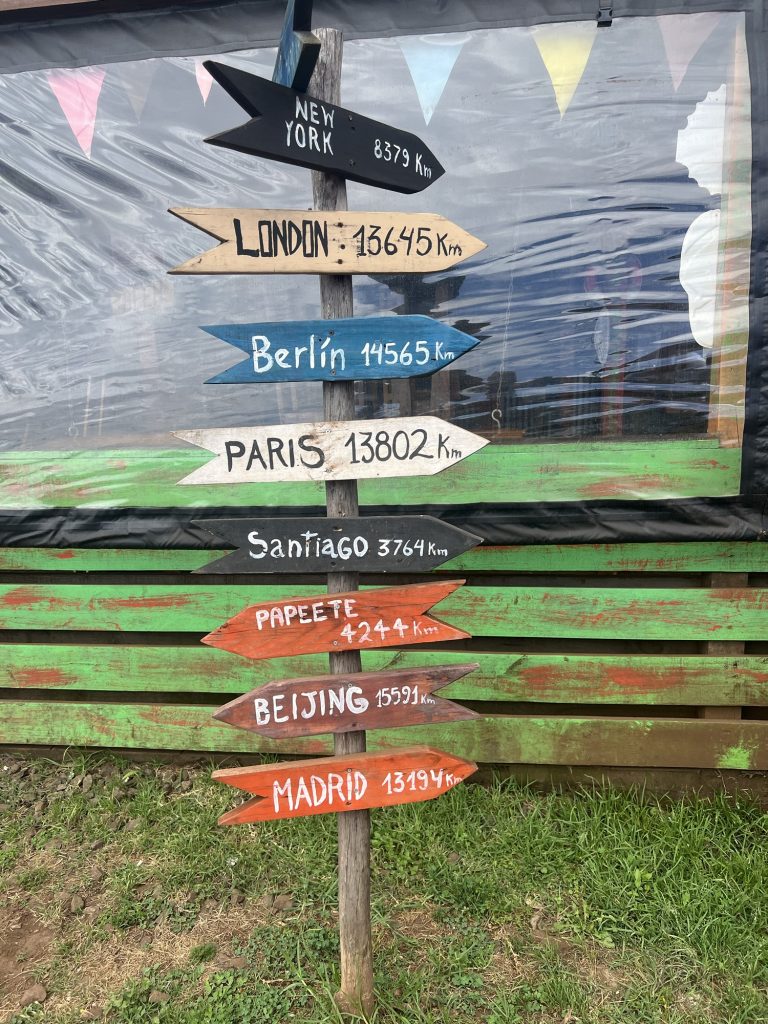 NEW
YORK 8379 Km
LONDON 13645 Km
Berlín 14565 Km
PARIS 13802 Km
SanTiAGO 3764 Km
PAPEETE
4244 Km
BEIJING 15591 Km
MADRID 13194 Km